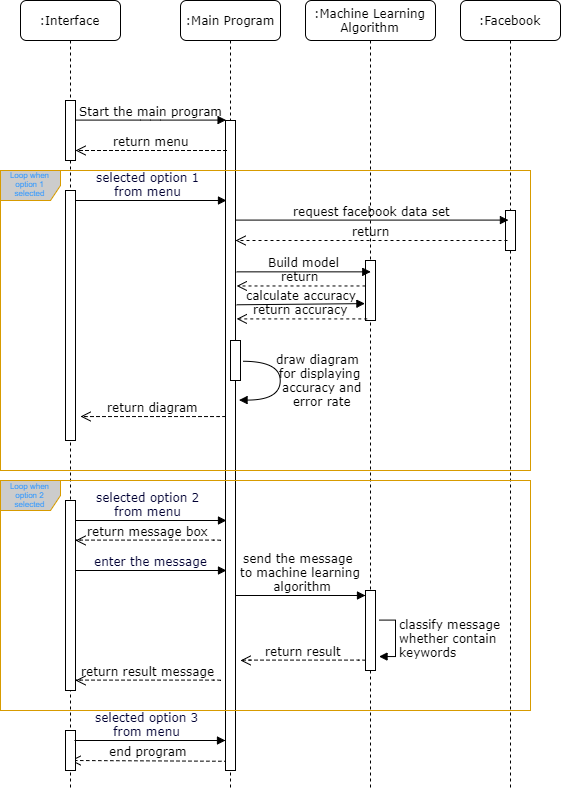 :Interface
:Main Program
:Machine Learning
Algorithm
:Facebook
Start the main program
return menu
Loop when
option 1
selected
selected option 1
from menu
request facebook data set
return
Build model
return
calculate accuracy
return accuracy
draw diagram
for displaying
accuracy and
error rate
return diagram
Loop when
option 2
selected
selected option 2
from menu
return message box
enter the message
send the message
to machine learning
algorithm
classify message
whether contain
keywords
return result
return result message
selected option 3
from menu
end program